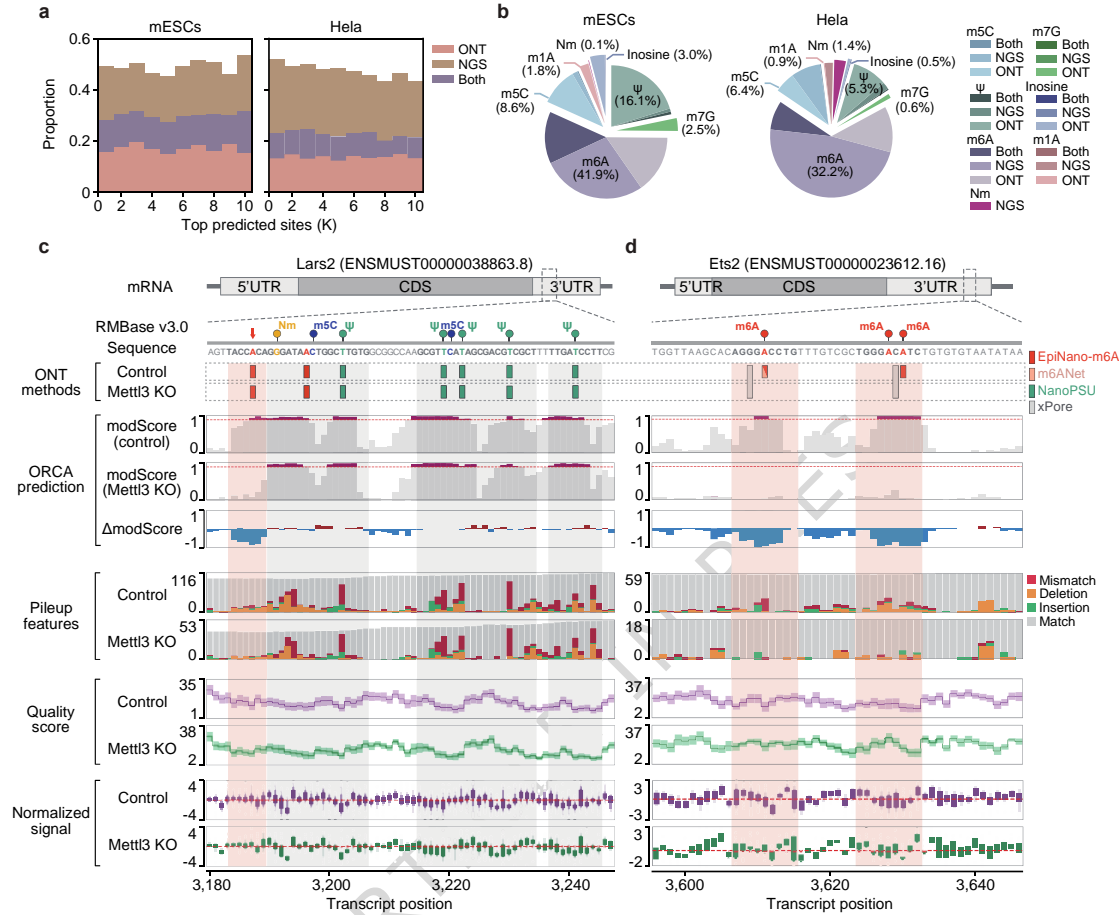 a
mESCs
Hela
0.6
0.2
0
Proportion
0 2 4 6 8 10
0 2 4 6 8 10
Top predicted sites (K)
ONT
NGS
Both
b
mESCs
Nm (0.1%)
m1A
(1.8%)
Inosine (3.0%)
m5C
(8.6%)
Ψ
(16.1%)
m7G
(2.5%)
m6A
(41.9%)
Hela
Nm (1.4%)
m1A
(0.9%)
Inosine (0.5%)
m5C
(6.4%)
Ψ
(5.3%)
m7G
(0.6%)
m6A
(32.2%)
m5C
Both
NGS
ONT
m7G
Both
NGS
ONT
Ψ
Both
NGS
ONT
Inosine
Both
NGS
ONT
m6A
Both
NGS
ONT
m1A
Both
NGS
ONT
Nm
NGS
c
Lars2 (ENSMUST00000038863.8)
mRNA
5'UTR
CDS
3'UTR
RMBase v3.0
Nm
m5C
Ψ
Ψ
m5C
Ψ
Ψ
Ψ
Sequence
AGTTACCACAGGGATAACTGGCTTGTGGCGGCCAAGCGTTCATAGCGACGTCGCTTTTTGATCCTTCG
ONT
methods
Control
Mettl3 KO
ORCA
prediction
modScore
(control)
1
0
modScore
(Mettl3 KO)
1
0
ΔmodScore
1
-1
Pileup
features
Control
116
0
Mettl3 KO
53
0
Quality
score
Control
35
1
Mettl3 KO
38
2
Normalized
signal
Control
4
-4
Mettl3 KO
4
-4
3,180
3,200
3,220
3,240
Transcript position
d
Ets2 (ENSMUST00000023612.16)
5'UTR
CDS
3'UTR
m6A
m6A
m6A
TGGTTAAGCACAGGGACCTGTTTGTCGCTGGGACATCTGTGTGTAATATAA
EpiNano-m6A
m6ANet
NanoPSU
xPore
1
0
1
0
1
-1
59
0
18
0
Mismatch
Deletion
Insertion
Match
37
2
37
2
3
-3
3
-2
3,600
3,620
3,640
Transcript position